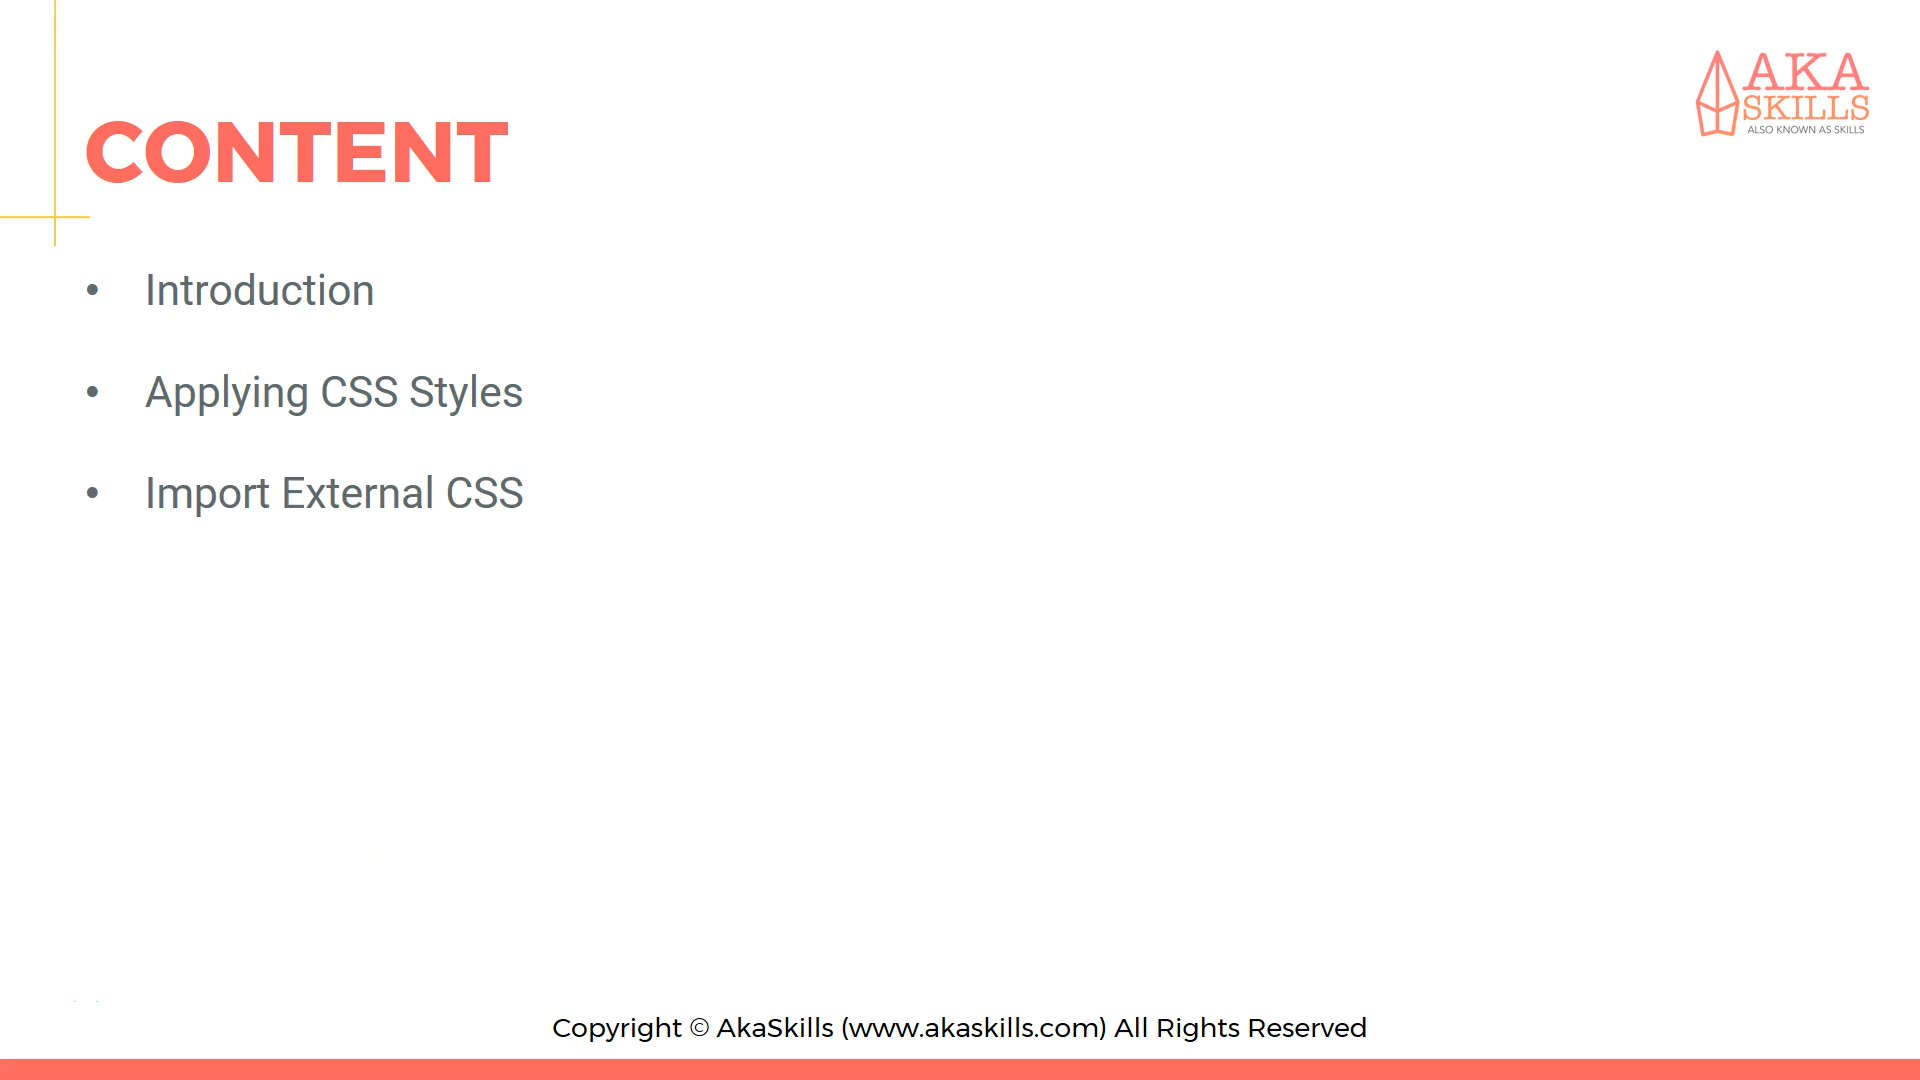 AKA
SKILLS
ALSO KNOWN AS SKILLS
CONTENT
• Introduction
• Applying CSS Styles
• Import External CSS
Copyright © AkaSkills (www.akaskills.com) All Rights Reserved